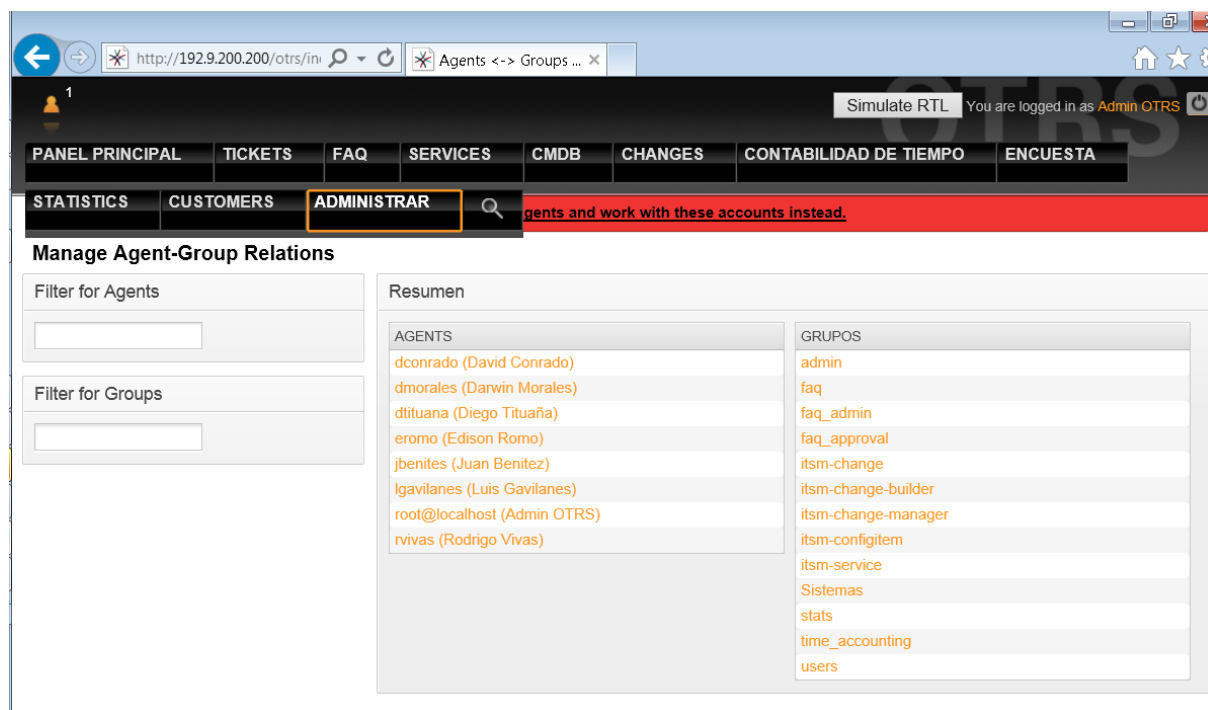 http://192.9.200.200/otrs/in
Agents <-> Groups ...
1
Simulate RTL
You are logged in as Admin OTRS
OTRS
PANEL PRINCIPAL
TICKETS
FAQ
SERVICES
CMDB
CHANGES
CONTABILIDAD DE TIEMPO
ENCUESTA
STATISTICS
CUSTOMERS
ADMINISTRAR
gents and work with these accounts instead.
Manage Agent-Group Relations
Filter for Agents
Filter for Groups
Resumen
AGENTS
dconrado (David Conrado)
dmorales (Darwin Morales)
dtituana (Diego Tituaña)
eromo (Edison Romo)
jbenites (Juan Benitez)
lgavilanes (Luis Gavilanes)
root@localhost (Admin OTRS)
rvivas (Rodrigo Vivas)
GRUPOS
admin
faq
faq_admin
faq_approval
itsm-change
itsm-change-builder
itsm-change-manager
itsm-configitem
itsm-service
Sistemas
stats
time_accounting
users